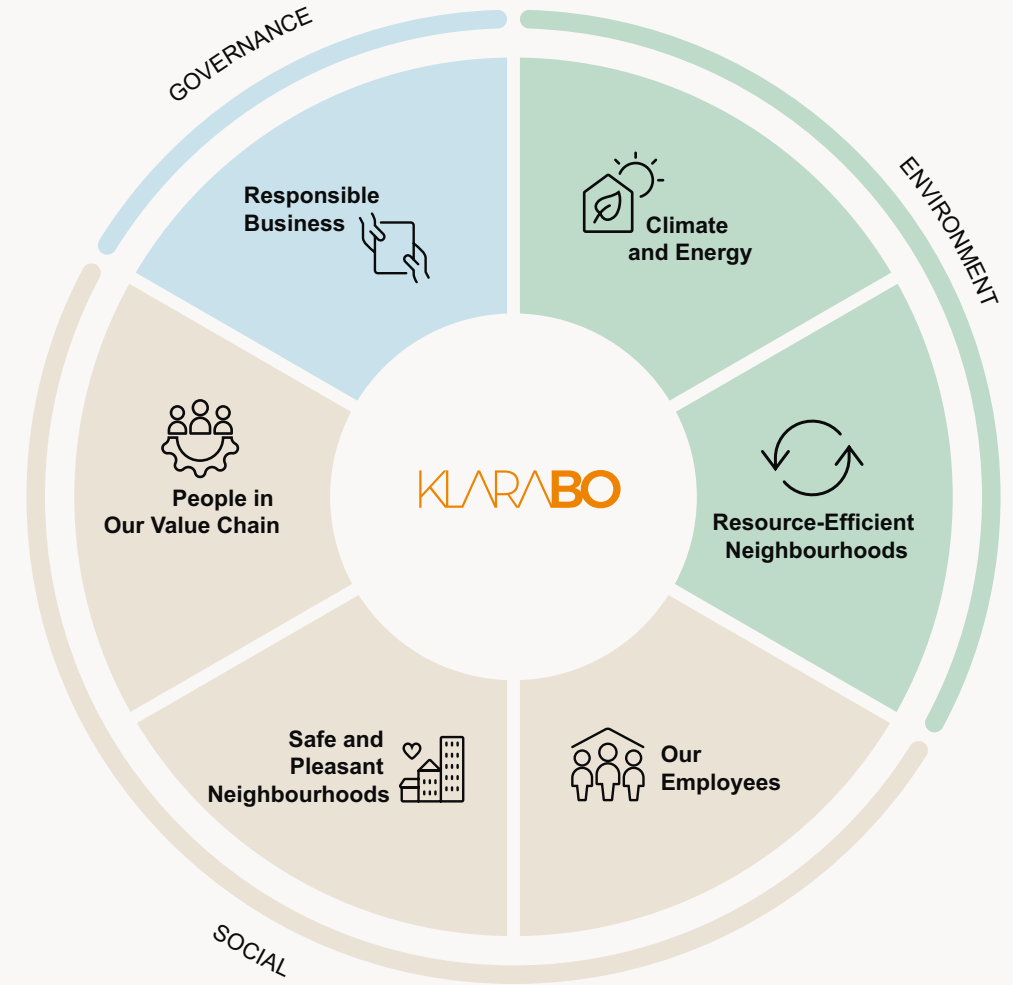 GOVERNANCE
ENVIRONMENT
Responsible
Business
Climate
and Energy
People in
Our Value Chain
KLARABO
Resource-Efficient
Neighbourhoods
Safe and
Pleasant
Neighbourhoods
Our
Employees
SOCIAL